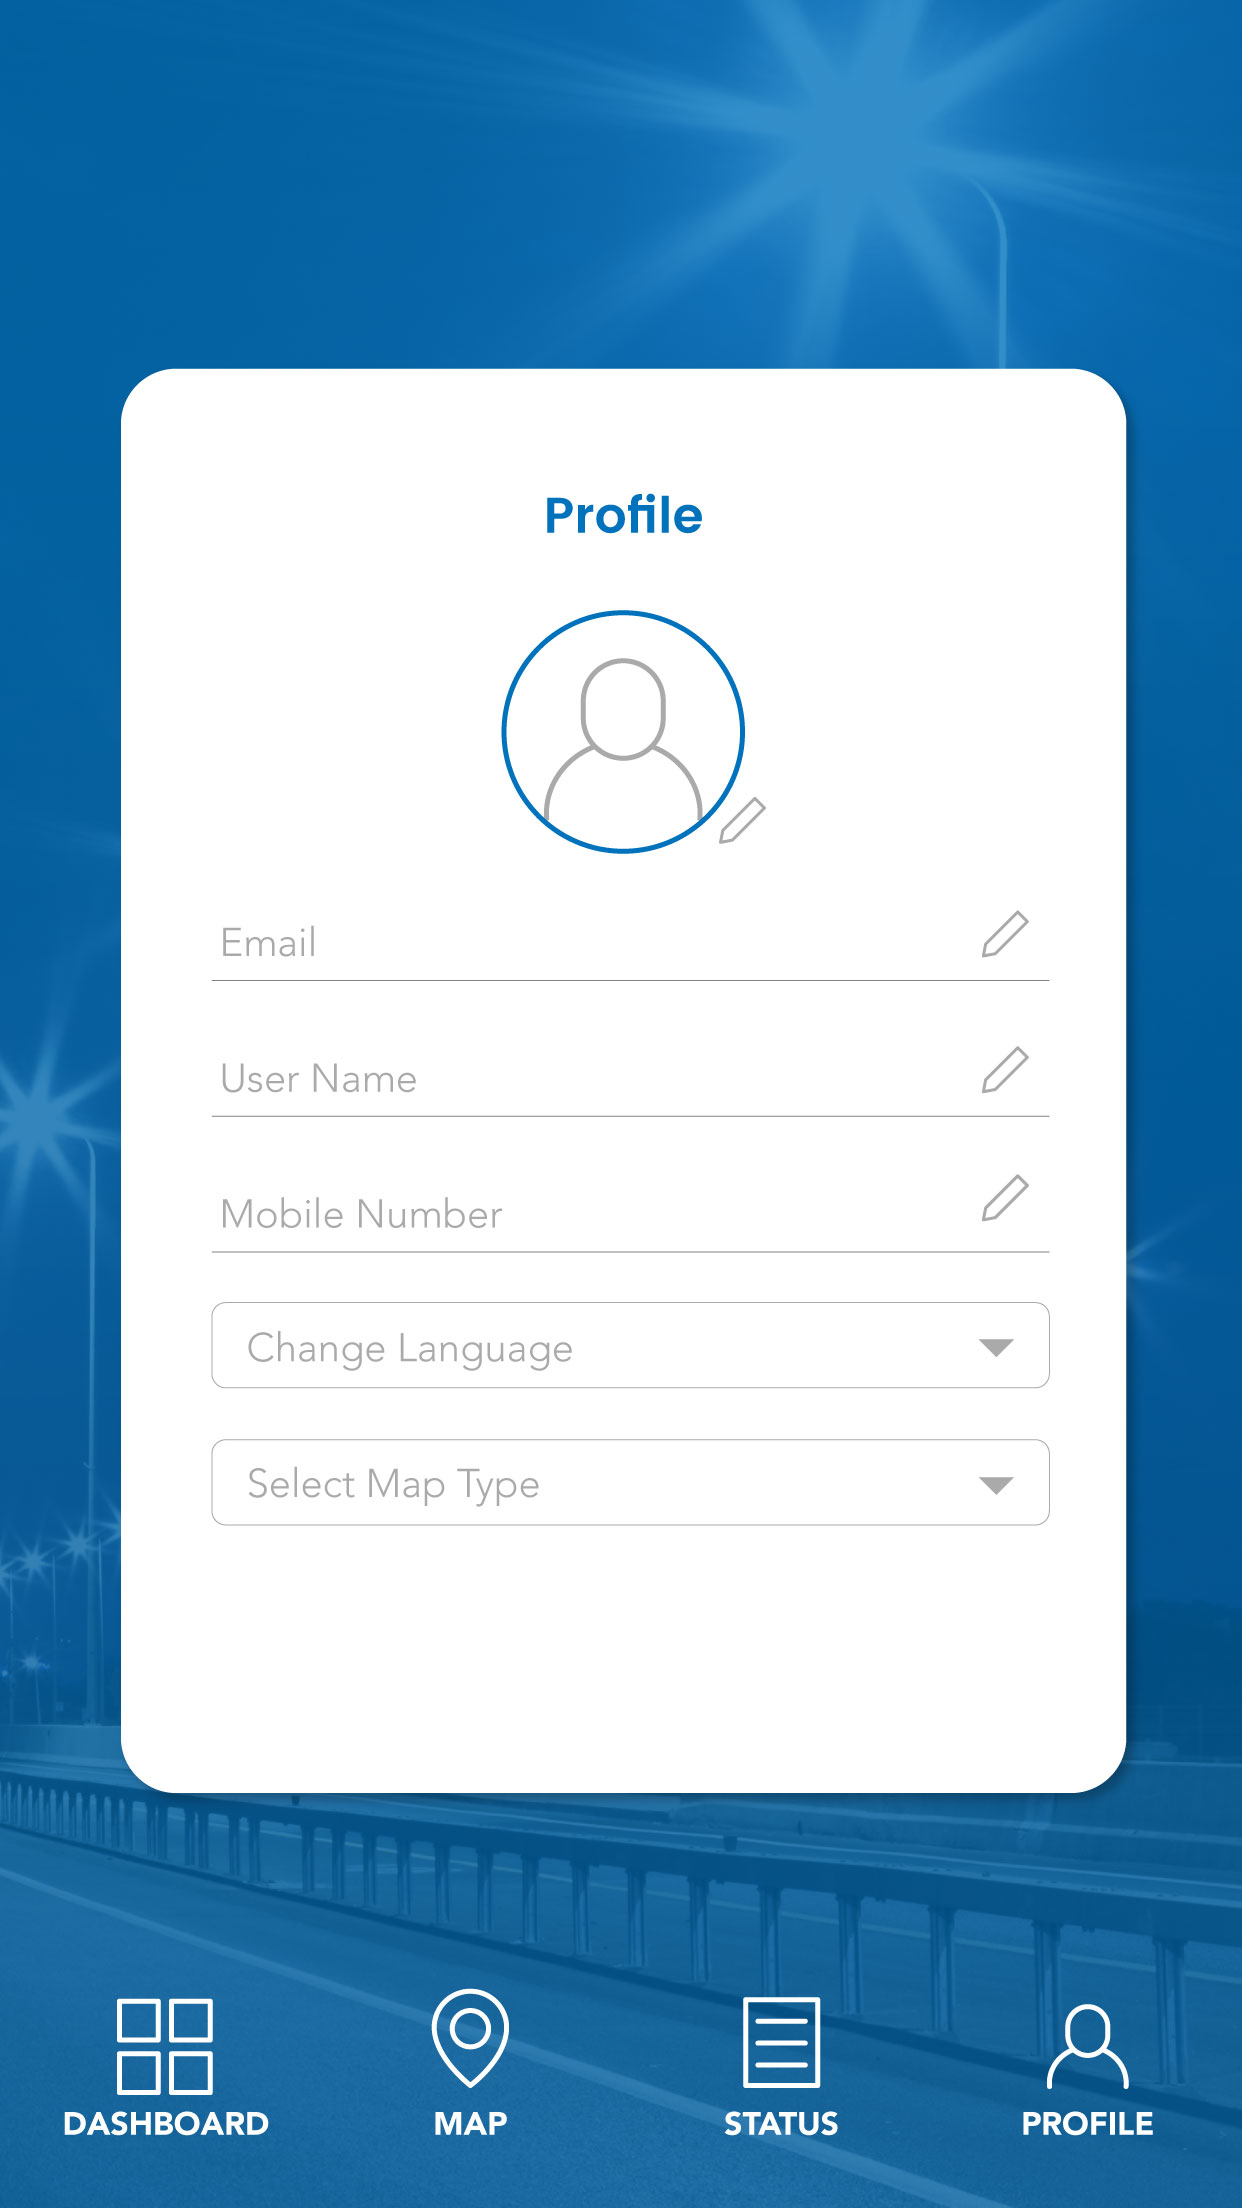 Profile
Email
User Name
Mobile Number
Change Language
Select Map Type
DASHBOARD
MAP
STATUS
PROFILE